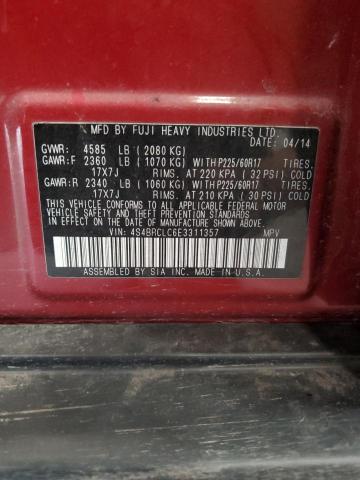 MFD. BY FUJI HEAVY INDUSTRIES LTD.
DATE: 04/14
GVWR: 4585 LB (2080 KG)
GAWR:F 2360 LB (1070 KG) WITH P225/60R17 TIRES.
17X7J RIMS. AT 220 KPA (32 PSI) COLD
GAWR:R 2340 LB (1060 KG) WITH P225/60R17 TIRES.
17X7J RIMS. AT 210 KPA (30 PSI) COLD
THIS VEHICLE CONFORMS TO ALL APPLICABLE FEDERAL
MOTOR VEHICLE SAFETY AND BUMPER STANDARDS
IN EFFECT ON THE DATE OF MANUFACTURE SHOWN ABOVE.
VIN: 4S4BRCLC6E3311357 MPV
ASSEMBLED BY SIA INC. MADE IN U.S.A.